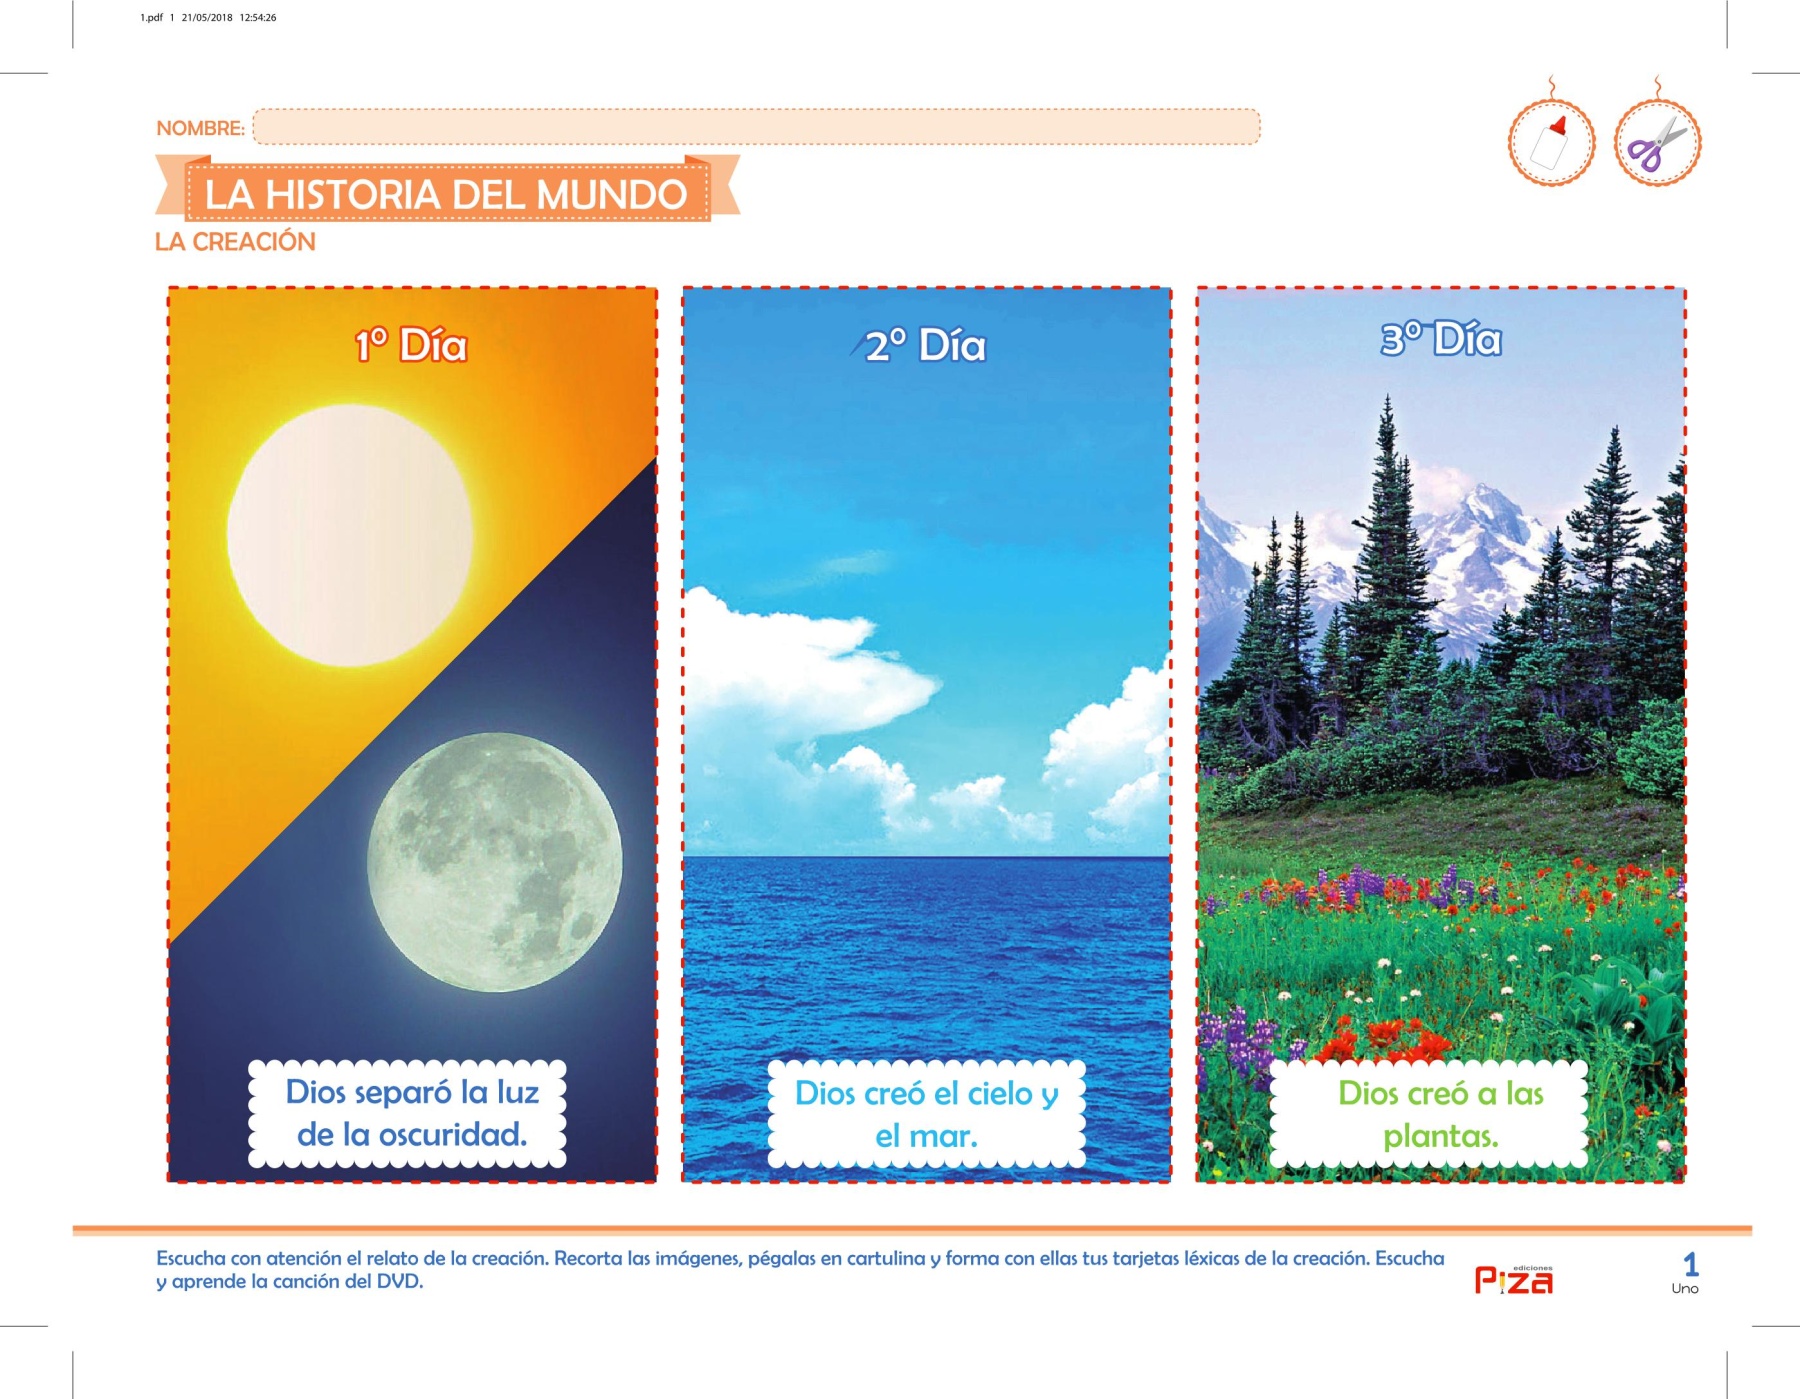 1.pdf 1 21/05/2018 12:54:26
NOMBRE:
LA HISTORIA DEL MUNDO
LA CREACIÓN
1º Día
Dios separó la luz
de la oscuridad.
2º Día
Dios creó el cielo y
el mar.
3º Día
Dios creó a las
plantas.
Escucha con atención el relato de la creación. Recorta las imágenes, pégalas en cartulina y forma con ellas tus tarjetas léxicas de la creación. Escucha
y aprende la canción del DVD.
ediciones
Piza
1
Uno